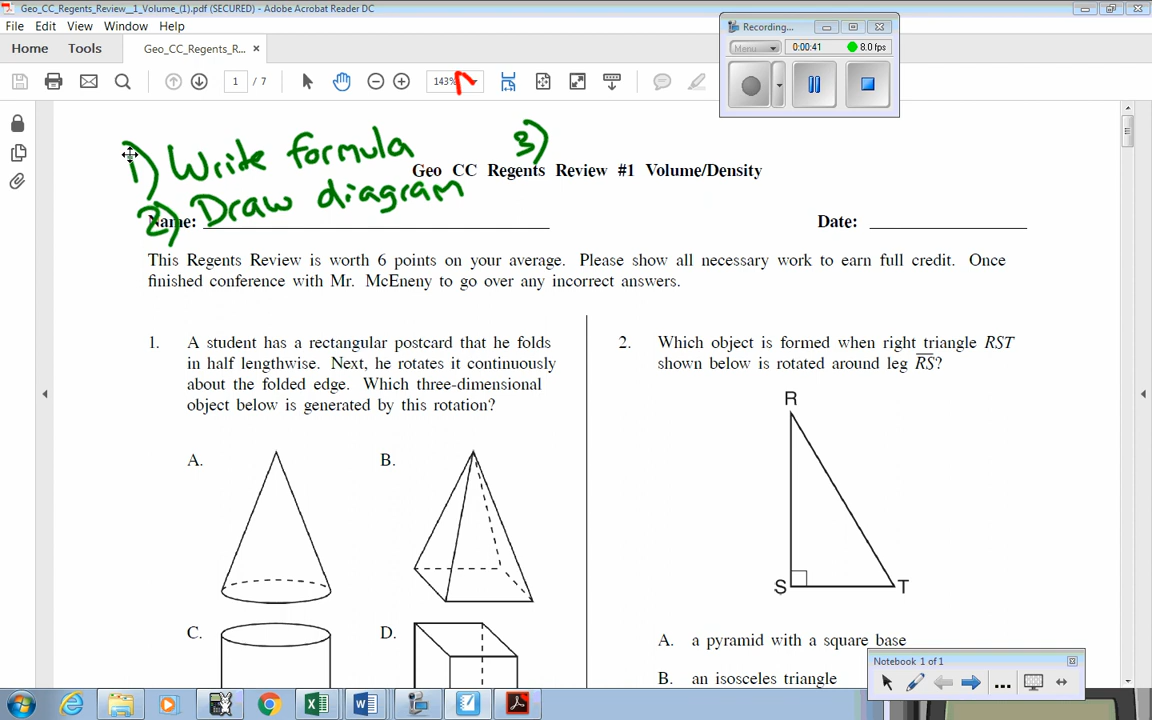 Geo_CC_Regents_Review__1_Volume_(1).pdf (SECURED) - Adobe Acrobat Reader DC
File Edit View Window Help
Home Tools Geo_CC_Regents_R... ×
1 / 7 143%
Recording...
Menu 0:00:41 8.0 fps
1) Write formula 3)
Geo CC Regents Review #1 Volume/Density
2) Draw diagram
Name: Date:
This Regents Review is worth 6 points on your average. Please show all necessary work to earn full credit. Once
finished conference with Mr. McEneny to go over any incorrect answers.
1. A student has a rectangular postcard that he folds
in half lengthwise. Next, he rotates it continuously
about the folded edge. Which three-dimensional
object below is generated by this rotation?
A. B.
C. D.
2. Which object is formed when right triangle RST
shown below is rotated around leg RS?
R
S T
A. a pyramid with a square base
B. an isosceles triangle
Notebook 1 of 1